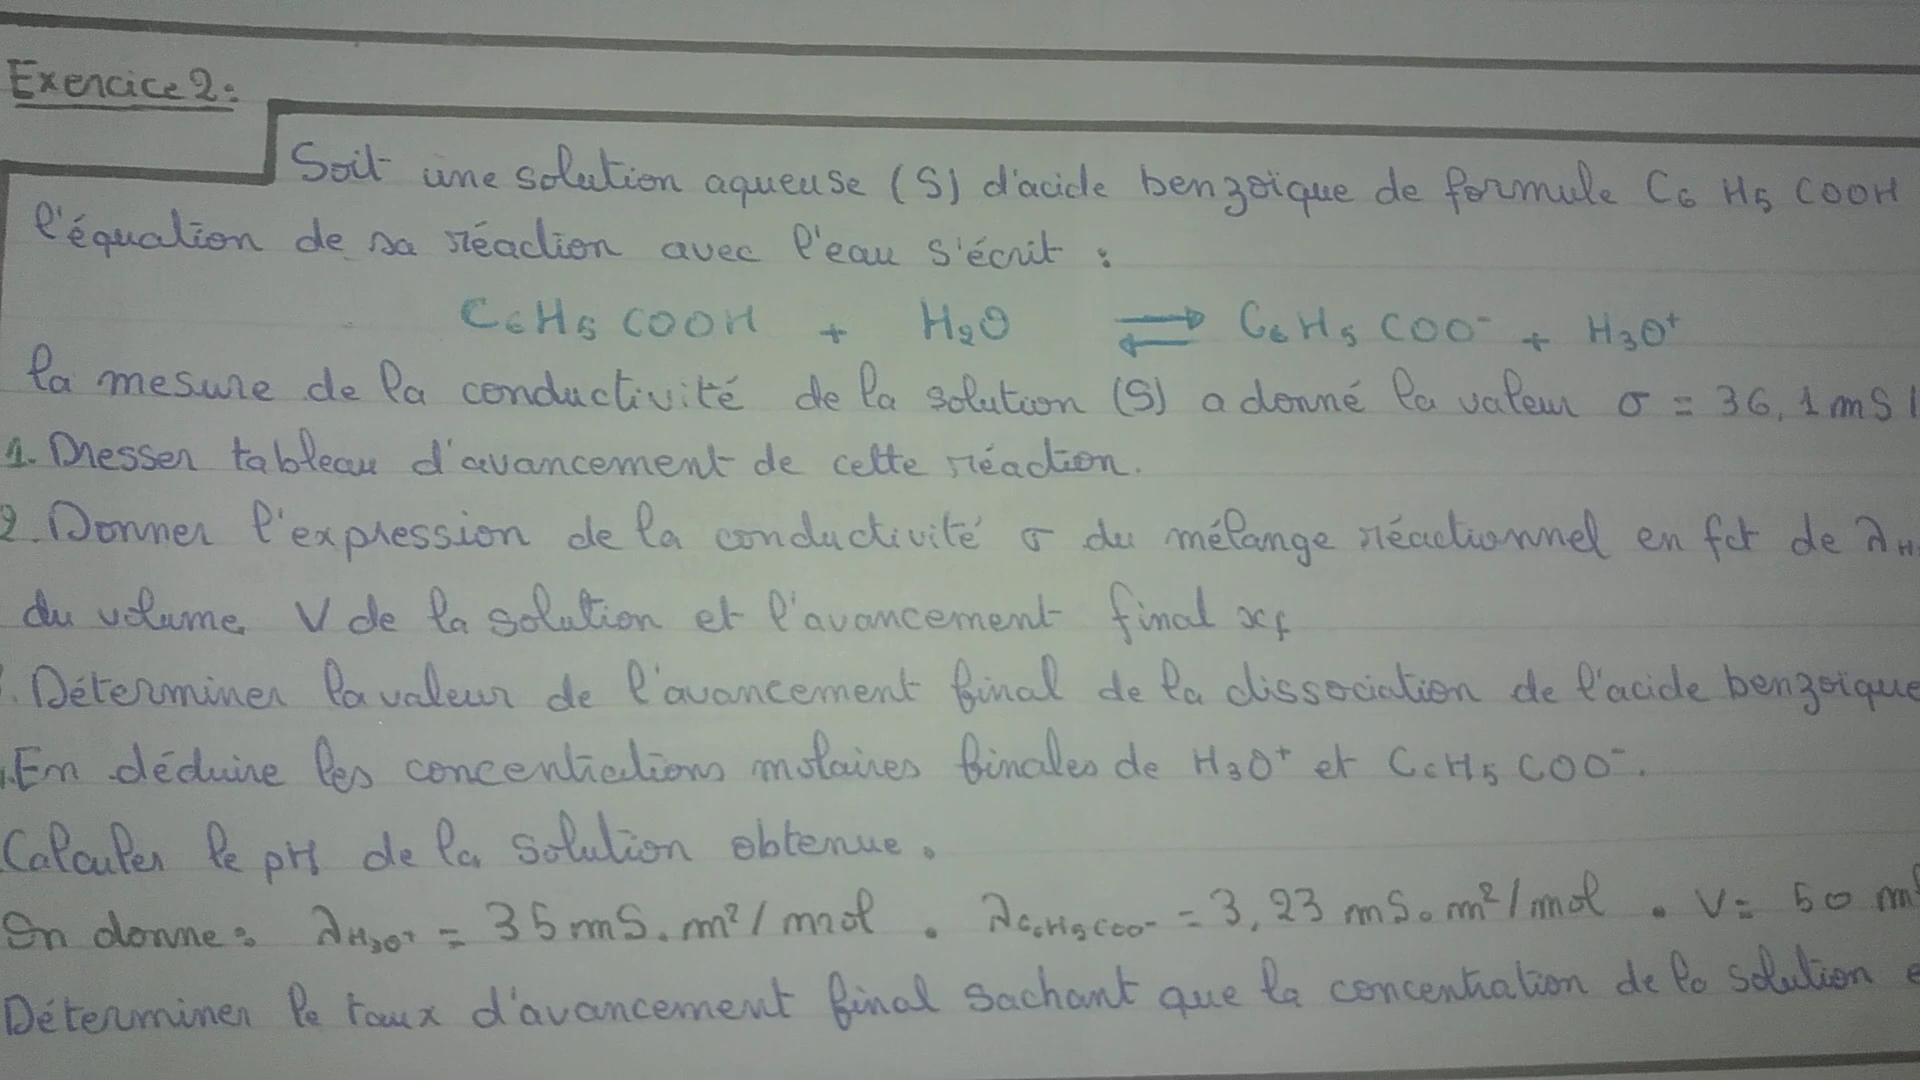 Exercice 2:
Soit une solution aqueuse (S) d'acide benzoïque de formule C6 H5 COOH
l'équation de sa réaction avec l'eau s'écrit :
C6H5 COOH + H2O ⇌ C6H5 COO- + H3O+
la mesure de la conductivité de la solution (S) a donné la valeur σ = 36,1 mS
1. Dresser tableau d'avancement de cette réaction.
2. Donner l'expression de la conductivité σ du mélange réactionnel en fct de λH
du volume V de la solution et l'avancement final xf
. Déterminer la valeur de l'avancement final de la dissociation de l'acide benzoïque
. En déduire les concentrations molaires finales de H3O+ et C6H5 COO-.
Calculer le pH de la solution obtenue.
On donne: λH3O+ = 35 mS.m²/mol . λC6H5COO- = 3,23 mS.m²/mol . V= 50 m
Déterminer le taux d'avancement final sachant que la concentration de la solution